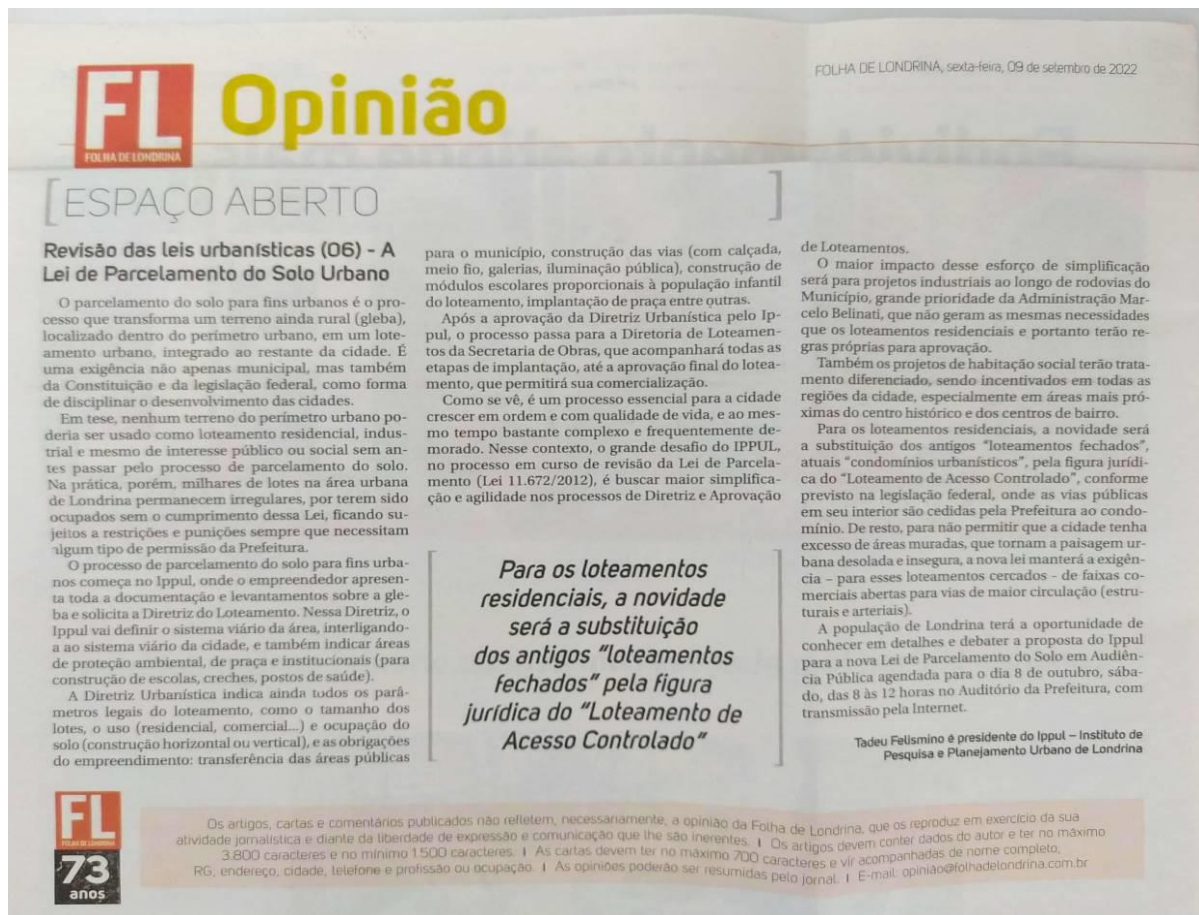 FL
FOLHA DE LONDRINA
Opinião
FOLHA DE LONDRINA, sexta-feira, 09 de setembro de 2022
[ESPAÇO ABERTO]
Revisão das leis urbanísticas (06) - A
Lei de Parcelamento do Solo Urbano
O parcelamento do solo para fins urbanos é o pro-
cesso que transforma um terreno ainda rural (gleba),
localizado dentro do perímetro urbano, em um lote-
amento urbano, integrado ao restante da cidade. É
uma exigência não apenas municipal, mas também
da Constituição e da legislação federal, como forma
de disciplinar o desenvolvimento das cidades.
Em tese, nenhum terreno do perímetro urbano po-
deria ser usado como loteamento residencial, indus-
trial e mesmo de interesse público ou social sem an-
tes passar pelo processo de parcelamento do solo.
Na prática, porém, milhares de lotes na área urbana
de Londrina permanecem irregulares, por terem sido
ocupados sem o cumprimento dessa Lei, ficando su-
jeitos a restrições e punições sempre que necessitam
algum tipo de permissão da Prefeitura.
O processo de parcelamento do solo para fins urba-
nos começa no Ippul, onde o empreendedor apresen-
ta toda a documentação e levantamentos sobre a gle-
ba e solicita a Diretriz do Loteamento. Nessa Diretriz, o
Ippul vai definir o sistema viário da área, interligando-
a ao sistema viário da cidade, e também indicar áreas
de proteção ambiental, de praça e institucionais (para
construção de escolas, creches, postos de saúde).
A Diretriz Urbanística indica ainda todos os parâ-
metros legais do loteamento, como o tamanho dos
lotes, o uso (residencial, comercial...) e ocupação do
solo (construção horizontal ou vertical), e as obrigações
do empreendimento: transferência das áreas públicas
para o município, construção das vias (com calçada,
meio fio, galerias, iluminação pública), construção de
módulos escolares proporcionais à população infantil
do loteamento, implantação de praça entre outras.
Após a aprovação da Diretriz Urbanística pelo Ip-
pul, o processo passa para a Diretoria de Loteamen-
tos da Secretaria de Obras, que acompanhará todas as
etapas de implantação, até a aprovação final do lotea-
mento, que permitirá sua comercialização.
Como se vê, é um processo essencial para a cidade
crescer em ordem e com qualidade de vida, e ao mes-
mo tempo bastante complexo e frequentemente de-
morado. Nesse contexto, o grande desafio do IPPUL,
no processo em curso de revisão da Lei de Parcela-
mento (Lei 11.672/2012), é buscar maior simplifica-
ção e agilidade nos processos de Diretriz e Aprovação
Para os loteamentos
residenciais, a novidade
será a substituição
dos antigos "loteamentos
fechados" pela figura
jurídica do "Loteamento de
Acesso Controlado"
de Loteamentos.
O maior impacto desse esforço de simplificação
será para projetos industriais ao longo de rodovias do
Município, grande prioridade da Administração Mar-
celo Belinati, que não geram as mesmas necessidades
que os loteamentos residenciais e portanto terão re-
gras próprias para aprovação.
Também os projetos de habitação social terão trata-
mento diferenciado, sendo incentivados em todas as
regiões da cidade, especialmente em áreas mais pró-
ximas do centro histórico e dos centros de bairro.
Para os loteamentos residenciais, a novidade será
a substituição dos antigos "loteamentos fechados",
atuais "condomínios urbanísticos", pela figura jurídi-
ca do "Loteamento de Acesso Controlado", conforme
previsto na legislação federal, onde as vias públicas
em seu interior são cedidas pela Prefeitura ao condo-
mínio. De resto, para não permitir que a cidade tenha
excesso de áreas muradas, que tornam a paisagem ur-
bana desolada e insegura, a nova lei manterá a exigên-
cia – para esses loteamentos cercados - de faixas co-
merciais abertas para vias de maior circulação (estru-
turais e arteriais).
A população de Londrina terá a oportunidade de
conhecer em detalhes e debater a proposta do Ippul
para a nova Lei de Parcelamento do Solo em Audiên-
cia Pública agendada para o dia 8 de outubro, sába-
do, das 8 às 12 horas no Auditório da Prefeitura, com
transmissão pela Internet.
Tadeu Felismino é presidente do Ippul – Instituto de
Pesquisa e Planejamento Urbano de Londrina
FL
FOLHA DE LONDRINA
73
anos
Os artigos, cartas e comentários publicados não refletem, necessariamente, a opinião da Folha de Londrina, que os reproduz em exercício da sua
atividade jornalística e diante da liberdade de expressão e comunicação que lhe são inerentes. I Os artigos devem conter dados do autor e ter no máximo
3.800 caracteres e no mínimo 1.500 caracteres. I As cartas devem ter no máximo 700 caracteres e vir acompanhadas de nome completo,
RG, endereço, cidade, telefone e profissão ou ocupação. I As opiniões poderão ser resumidas pelo jornal. I E-mail: opinião@folhadelondrina.com.br